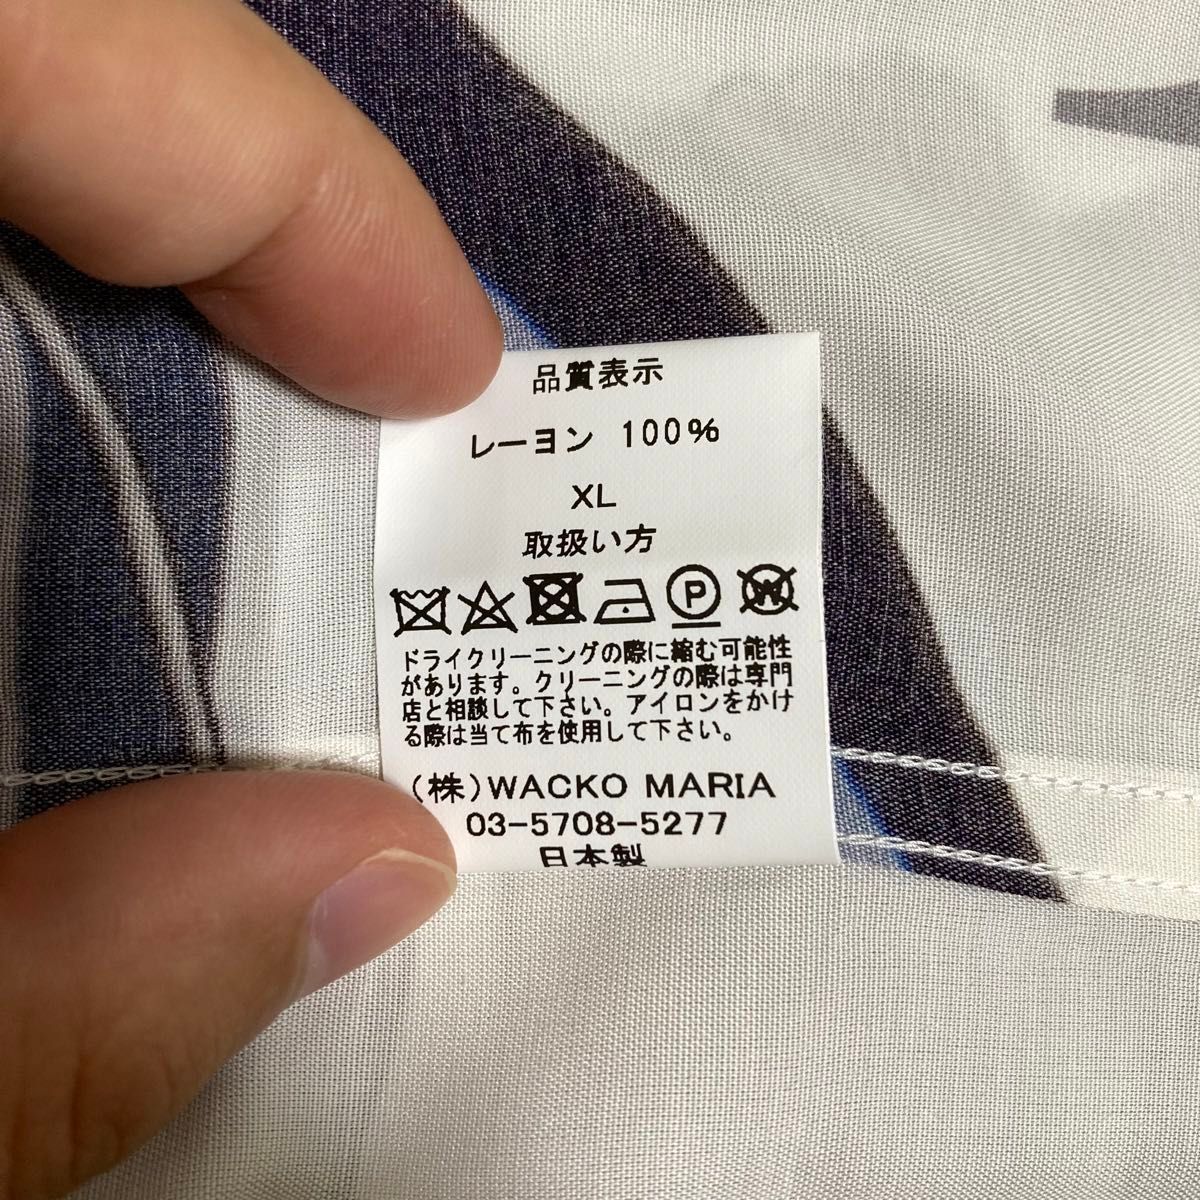 品質表示
レーヨン 100%
XL
取扱い方
P W
ドライクリーニングの際に縮む可能性
があります。クリーニングの際は専門
店と相談して下さい。アイロンをかけ
る際は当て布を使用して下さい。
(株)WACKO MARIA
03-5708-5277
日本製